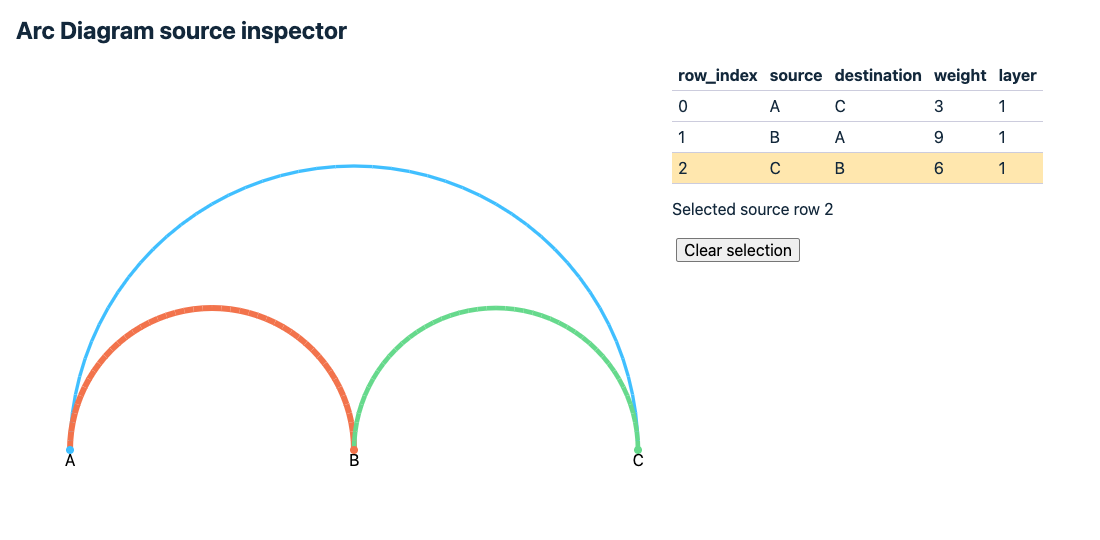 Arc Diagram source inspector
row_index source destination weight layer
0 A C 3 1
1 B A 9 1
2 C B 6 1
Selected source row 2
Clear selection
A B C